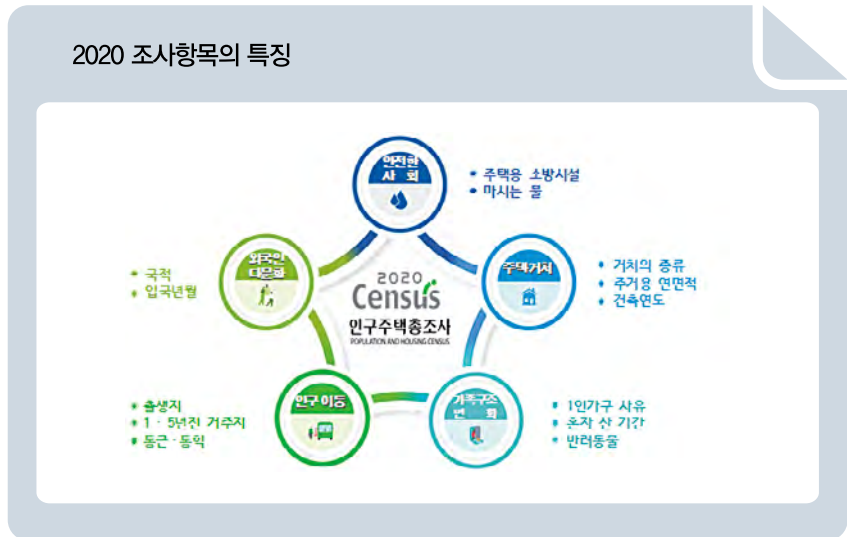 2020 조사항목의 특징
안전한
사 회
• 주택용 소방시설
• 마시는 물
외국인
다문화
• 국적
• 입국년월
주택거처
• 거처의 종류
• 주거용 연면적
• 건축연도
2020
Census
인구주택총조사
POPULATION AND HOUSING CENSUS
인구이동
• 출생지
• 1 · 5년전 거주지
• 통근 · 통학
가족구조
변 화
• 1인가구 사유
• 혼자 산 기간
• 반려동물